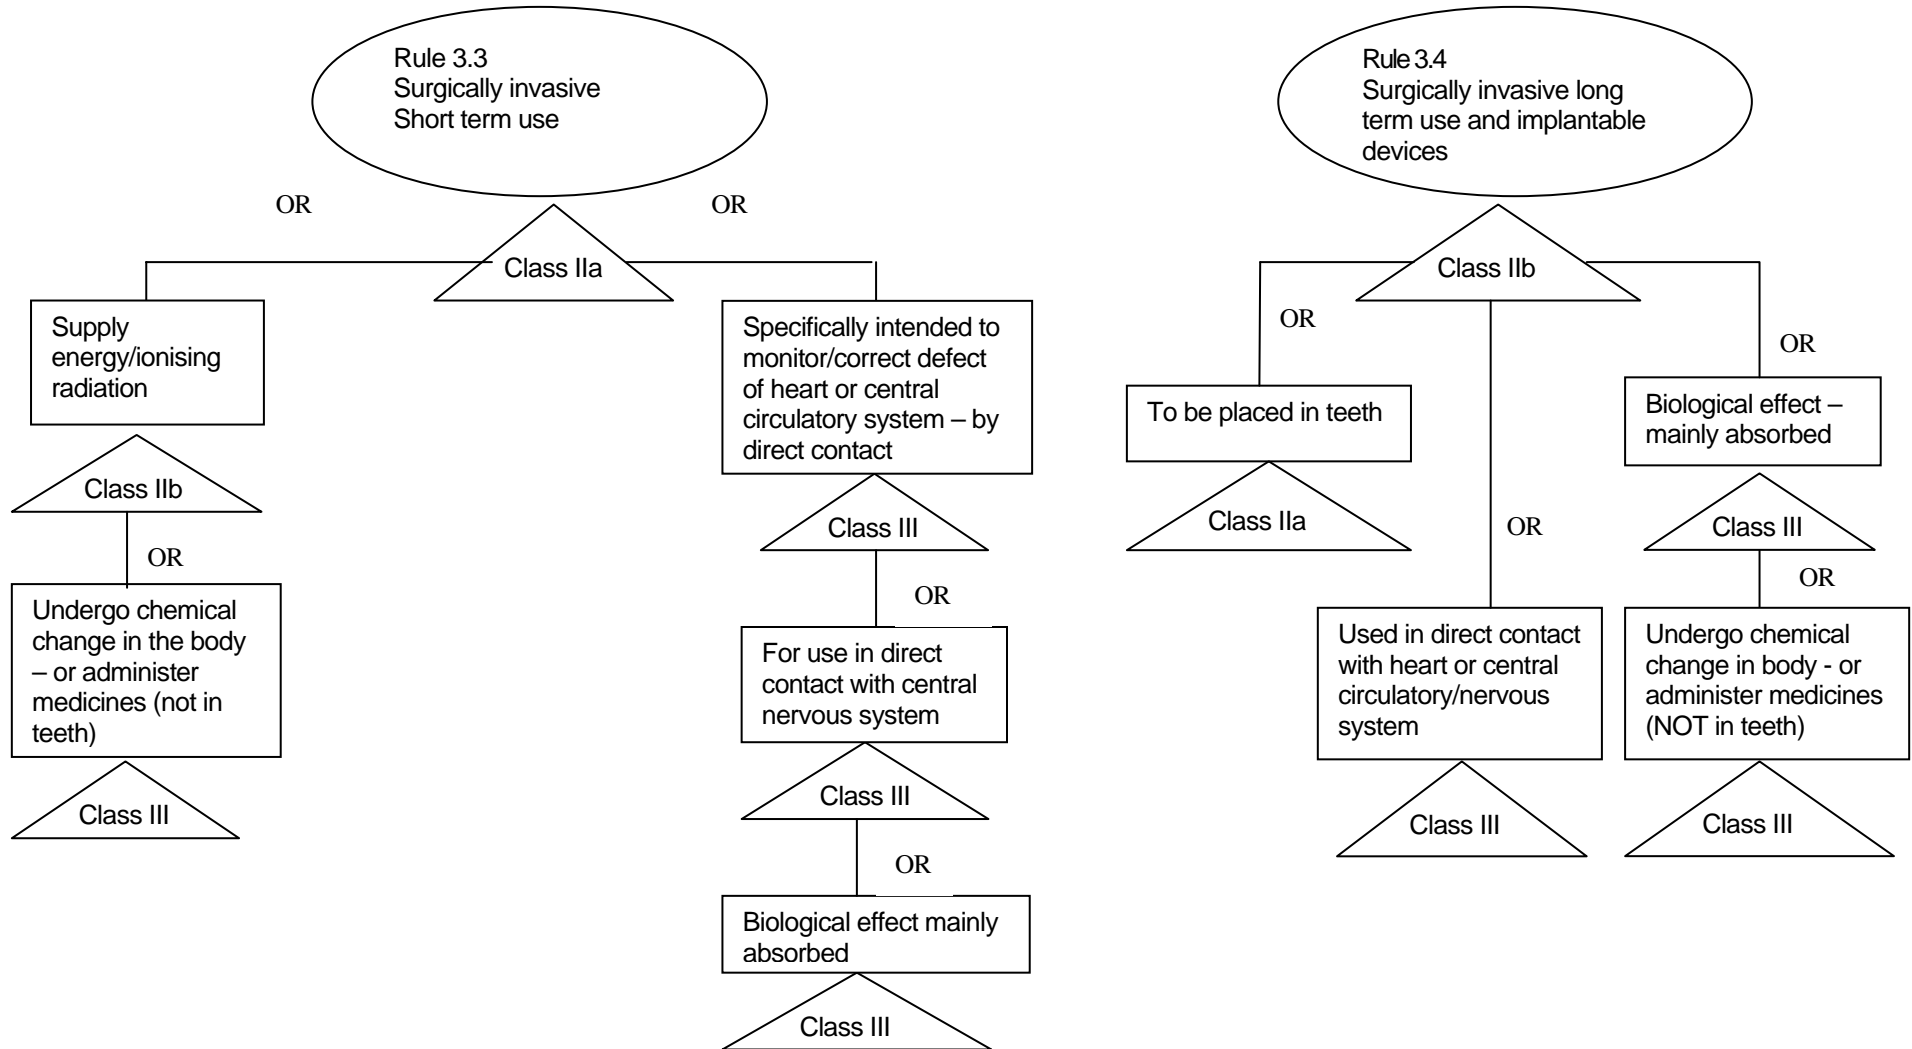 Rule 3.3
Surgically invasive
Short term use
OR
OR
Class IIa
Supply
energy/ionising
radiation
Class IIb
OR
Undergo chemical
change in the body
– or administer
medicines (not in
teeth)
Class III
Specifically intended to
monitor/correct defect
of heart or central
circulatory system – by
direct contact
Class III
OR
For use in direct
contact with central
nervous system
Class III
OR
Biological effect mainly
absorbed
Class III
Rule 3.4
Surgically invasive long
term use and implantable
devices
Class IIb
OR
To be placed in teeth
Class IIa
OR
Used in direct contact
with heart or central
circulatory/nervous
system
Class III
OR
Biological effect –
mainly absorbed
Class III
OR
Undergo chemical
change in body - or
administer medicines
(NOT in teeth)
Class III